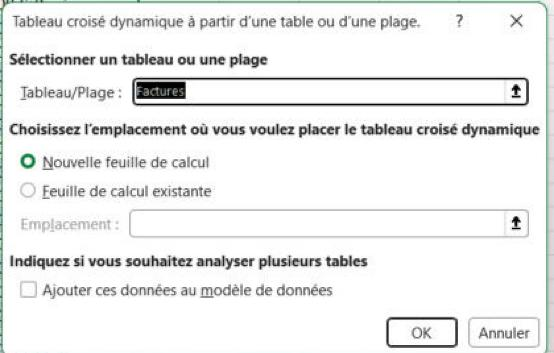 Tableau croisé dynamique à partir d'une table ou d'une plage. ? ×
Sélectionner un tableau ou une plage
Tableau/Plage : Factures
Choisissez l'emplacement où vous voulez placer le tableau croisé dynamique
Nouvelle feuille de calcul
Feuille de calcul existante
Emplacement :
Indiquez si vous souhaitez analyser plusieurs tables
Ajouter ces données au modèle de données
OK Annuler